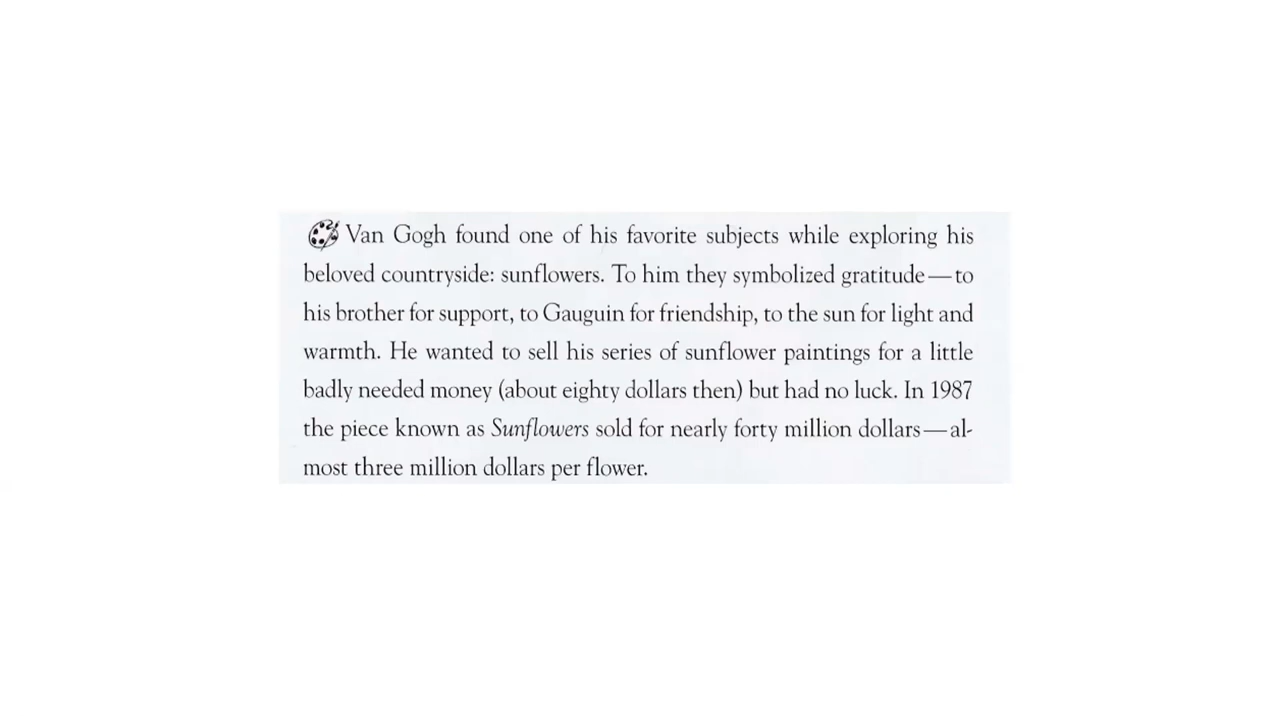 Van Gogh found one of his favorite subjects while exploring his
beloved countryside: sunflowers. To him they symbolized gratitude—to
his brother for support, to Gauguin for friendship, to the sun for light and
warmth. He wanted to sell his series of sunflower paintings for a little
badly needed money (about eighty dollars then) but had no luck. In 1987
the piece known as Sunflowers sold for nearly forty million dollars—al-
most three million dollars per flower.